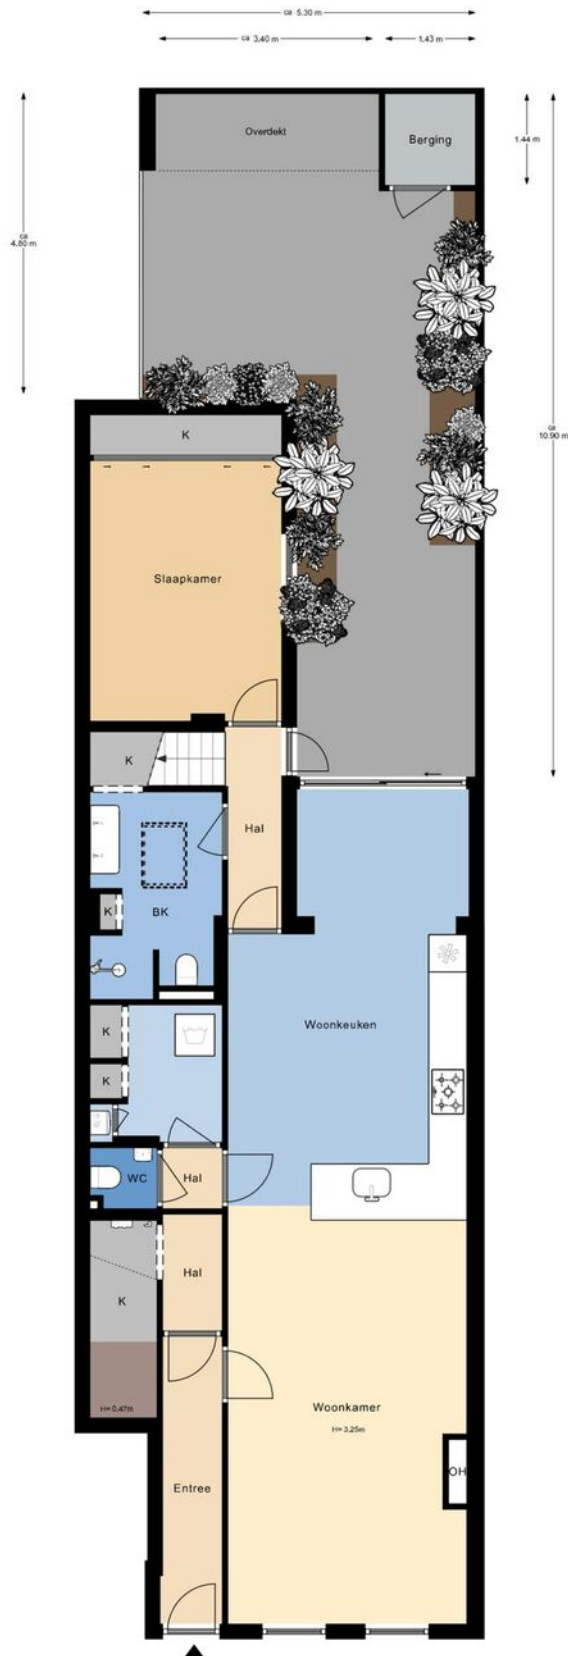 ca 5.30 m
ca 3.40 m
1.43 m
Overdekt
Berging
1.44 m
ca 4.80 m
K
ca 10.90 m
Slaapkamer
K
Hal
K
BK
K
Woonkeuken
K
WC
Hal
Hal
K
Woonkamer
H= 3,25m
H= 0,47m
OH
Entree